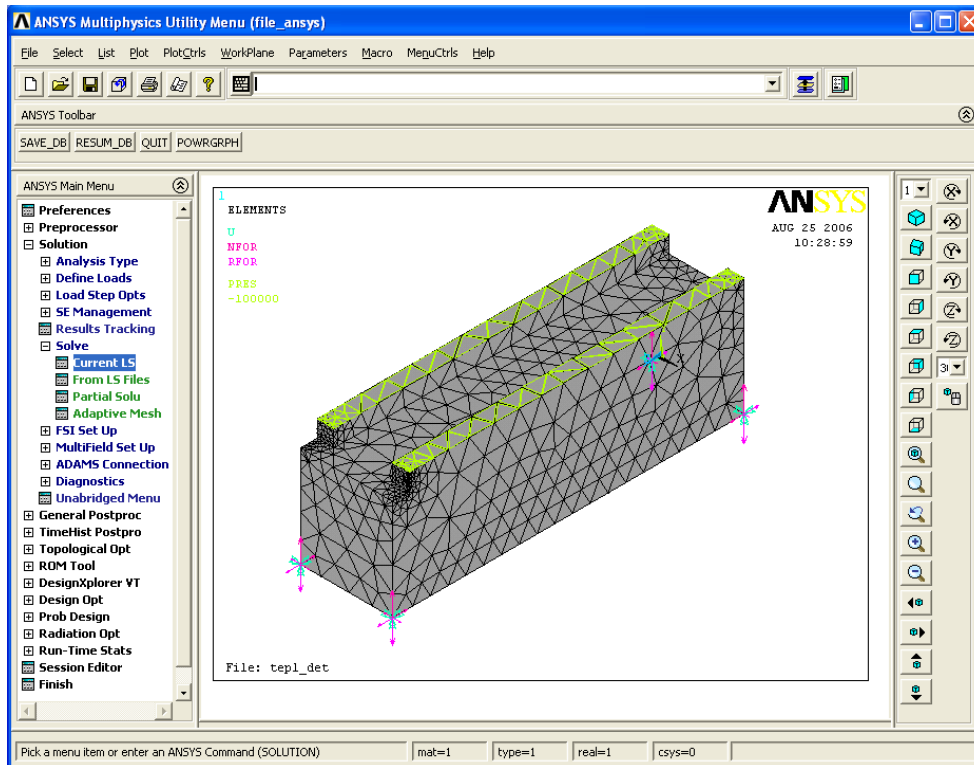 ANSYS Multiphysics Utility Menu (file_ansys)
File Select List Plot PlotCtrls WorkPlane Parameters Macro MenuCtrls Help
ANSYS Toolbar
SAVE_DB RESUM_DB QUIT POWRGRPH
ANSYS Main Menu
Preferences
Preprocessor
Solution
Analysis Type
Define Loads
Load Step Opts
SE Management
Results Tracking
Solve
Current LS
From LS Files
Partial Solu
Adaptive Mesh
FSI Set Up
MultiField Set Up
ADAMS Connection
Diagnostics
Unabridged Menu
General Postproc
TimeHist Postpro
Topological Opt
ROM Tool
DesignXplorer VT
Design Opt
Prob Design
Radiation Opt
Run-Time Stats
Session Editor
Finish
1
ELEMENTS
U
NFOR
RFOR
PRES
-100000
ANSYS
AUG 25 2006
10:28:59
X
File: tepl_det
1
X
X
Y
Y
Z
Z
Pick a menu item or enter an ANSYS Command (SOLUTION) mat=1 type=1 real=1 csys=0